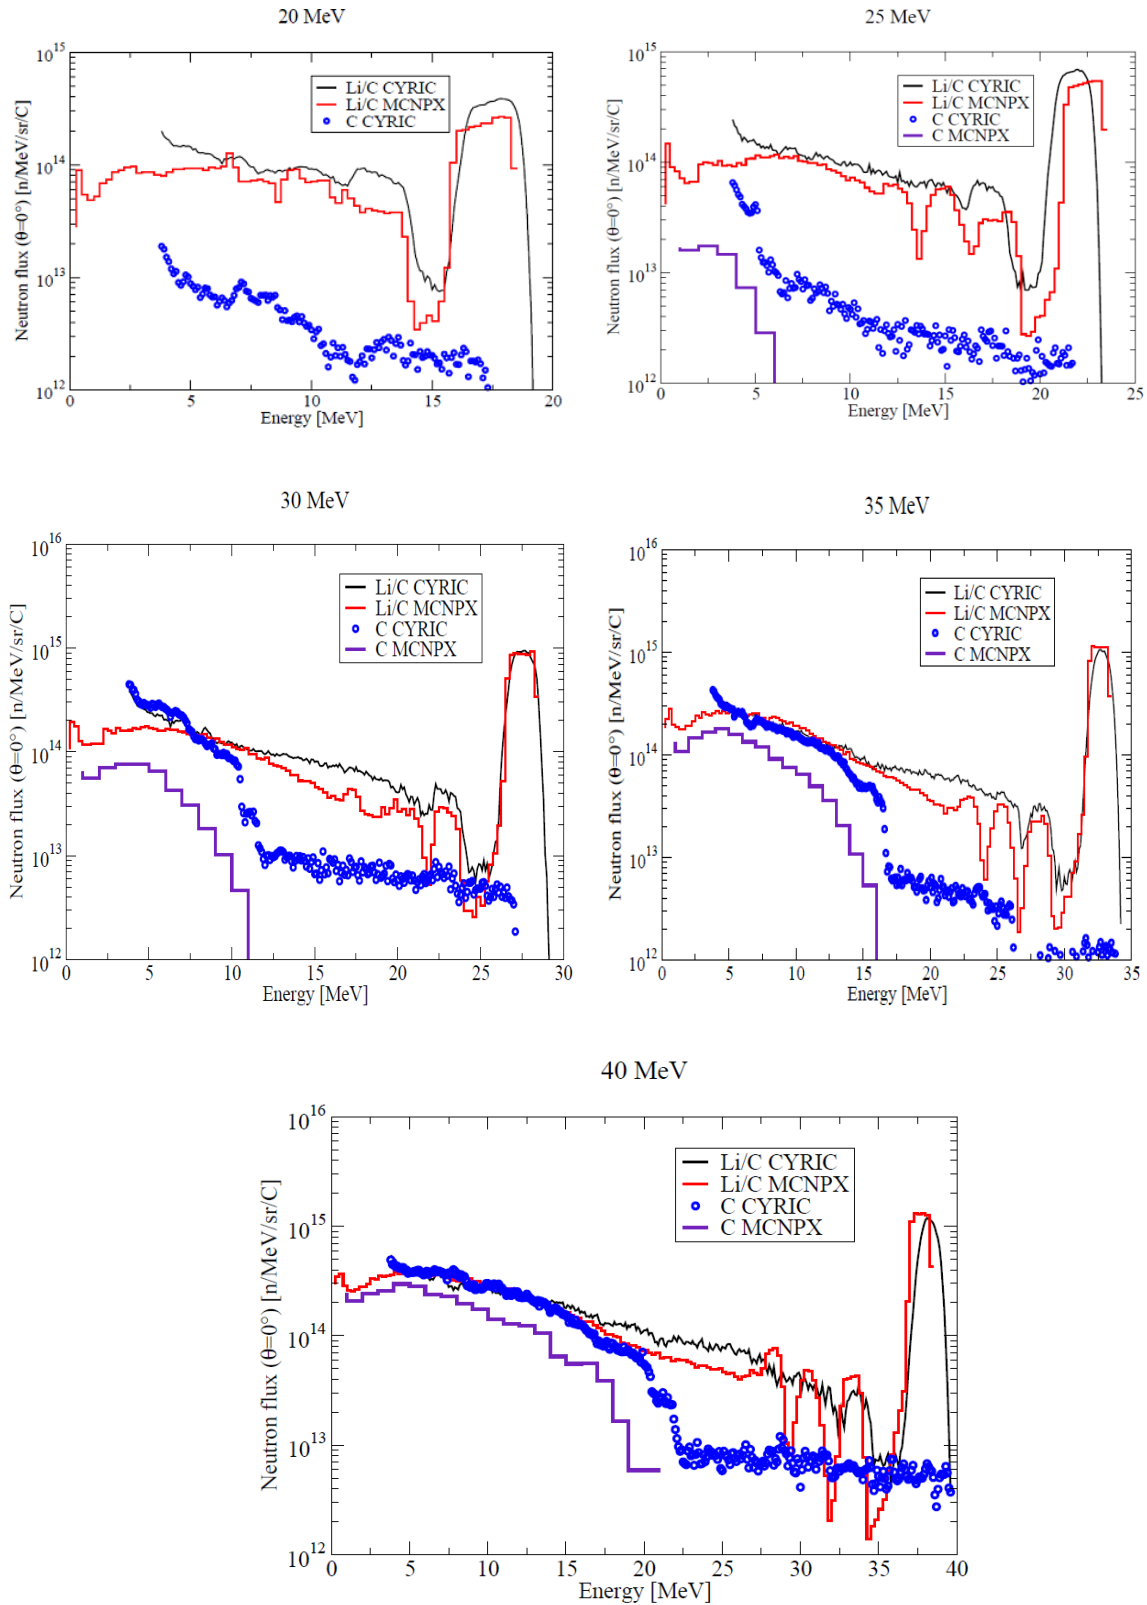 20 MeV
25 MeV
10^15
10^14
10^13
10^12
Neutron flux (θ=0°) [n/MeV/sr/C]
Li/C CYRIC
Li/C MCNPX
C CYRIC
0 5 10 15 20
Energy [MeV]
10^15
10^14
10^13
10^12
Neutron flux (θ=0°) [n/MeV/sr/C]
Li/C CYRIC
Li/C MCNPX
C CYRIC
C MCNPX
0 5 10 15 20 25
Energy [MeV]
30 MeV
35 MeV
10^16
10^15
10^14
10^13
10^12
Neutron flux (θ=0°) [n/MeV/sr/C]
Li/C CYRIC
Li/C MCNPX
C CYRIC
C MCNPX
0 5 10 15 20 25 30
Energy [MeV]
10^16
10^15
10^14
10^13
10^12
Neutron flux (θ=0°) [n/MeV/sr/C]
Li/C CYRIC
Li/C MCNPX
C CYRIC
C MCNPX
0 5 10 15 20 25 30 35
Energy [MeV]
40 MeV
10^16
10^15
10^14
10^13
10^12
Neutron flux (θ=0°) [n/MeV/sr/C]
Li/C CYRIC
Li/C MCNPX
C CYRIC
C MCNPX
0 5 10 15 20 25 30 35 40
Energy [MeV]